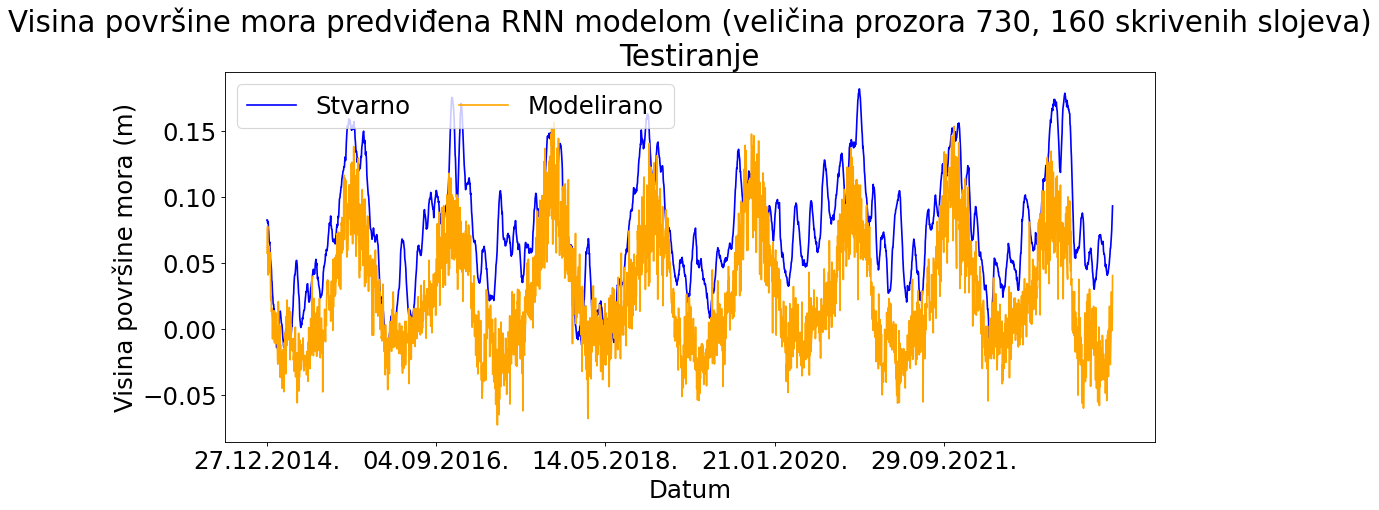 Visina površine mora predviđena RNN modelom (veličina prozora 730, 160 skrivenih slojeva)
Testiranje
Stvarno Modelirano
Visina površine mora (m)
0.15
0.10
0.05
0.00
−0.05
27.12.2014. 04.09.2016. 14.05.2018. 21.01.2020. 29.09.2021.
Datum